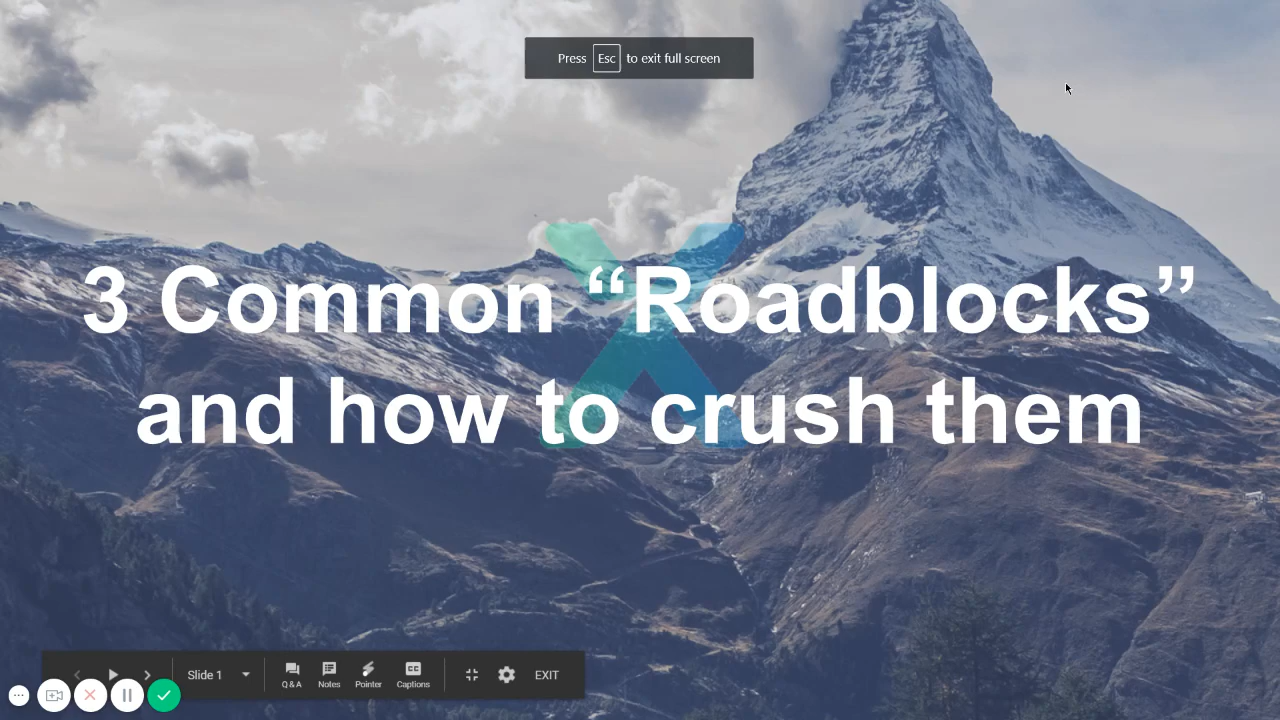 Press Esc to exit full screen
3 Common “Roadblocks”
and how to crush them
Slide 1
Q & A
Notes
Pointer
Captions
EXIT